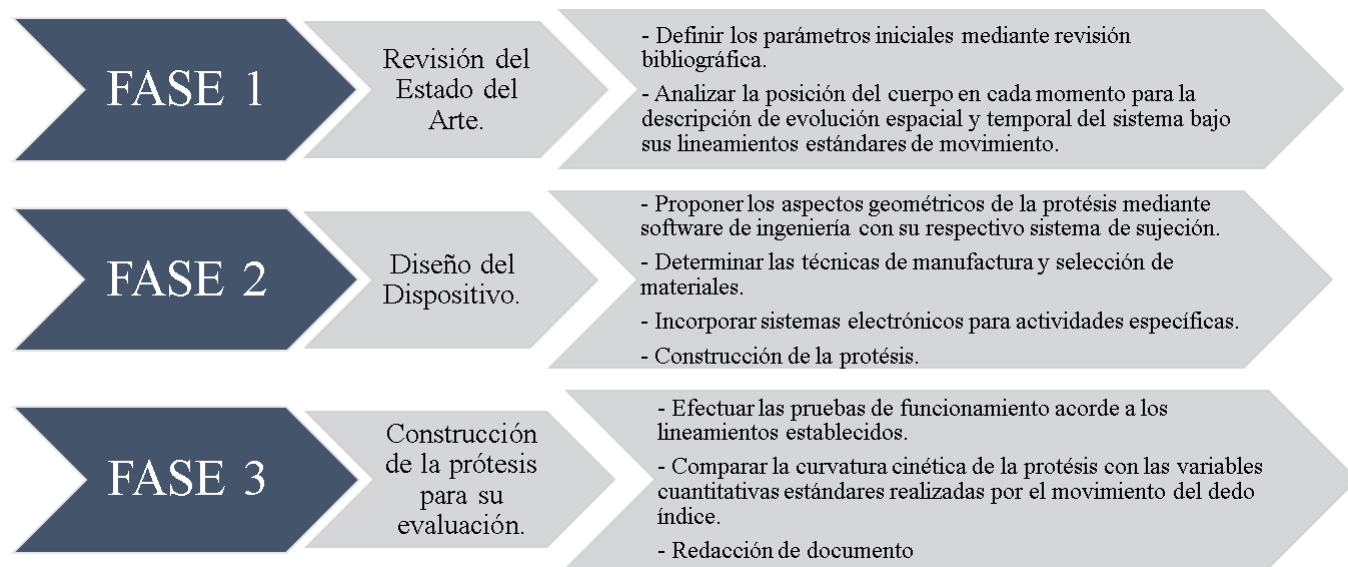 FASE 1
Revisión del
Estado del
Arte.
- Definir los parámetros iniciales mediante revisión
bibliográfica.
- Analizar la posición del cuerpo en cada momento para la
descripción de evolución espacial y temporal del sistema bajo
sus lineamientos estándares de movimiento.
FASE 2
Diseño del
Dispositivo.
- Proponer los aspectos geométricos de la protésis mediante
software de ingeniería con su respectivo sistema de sujeción.
- Determinar las técnicas de manufactura y selección de
materiales.
- Incorporar sistemas electrónicos para actividades específicas.
- Construcción de la protésis.
FASE 3
Construcción
de la prótesis
para su
evaluación.
- Efectuar las pruebas de funcionamiento acorde a los
lineamientos establecidos.
- Comparar la curvatura cinética de la protésis con las variables
cuantitativas estándares realizadas por el movimiento del dedo
índice.
- Redacción de documento